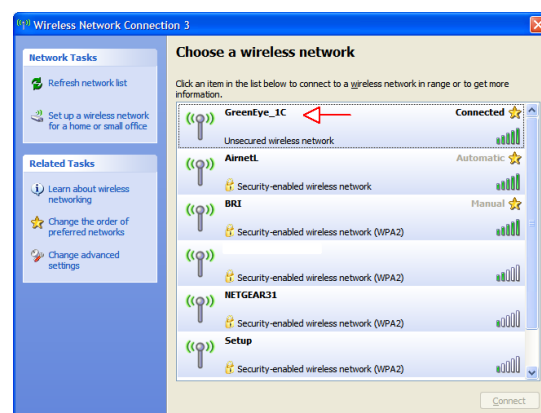 Wireless Network Connection 3
Network Tasks
Refresh network list
Set up a wireless network
for a home or small office
Related Tasks
Learn about wireless
networking
Change the order of
preferred networks
Change advanced
settings
Choose a wireless network
Click an item in the list below to connect to a wireless network in range or to get more
information.
GreenEye_1C
Connected
Unsecured wireless network
AirnetL
Automatic
Security-enabled wireless network
BRI
Manual
Security-enabled wireless network (WPA2)
Security-enabled wireless network (WPA2)
NETGEAR31
Security-enabled wireless network (WPA2)
Setup
Security-enabled wireless network (WPA2)
Connect